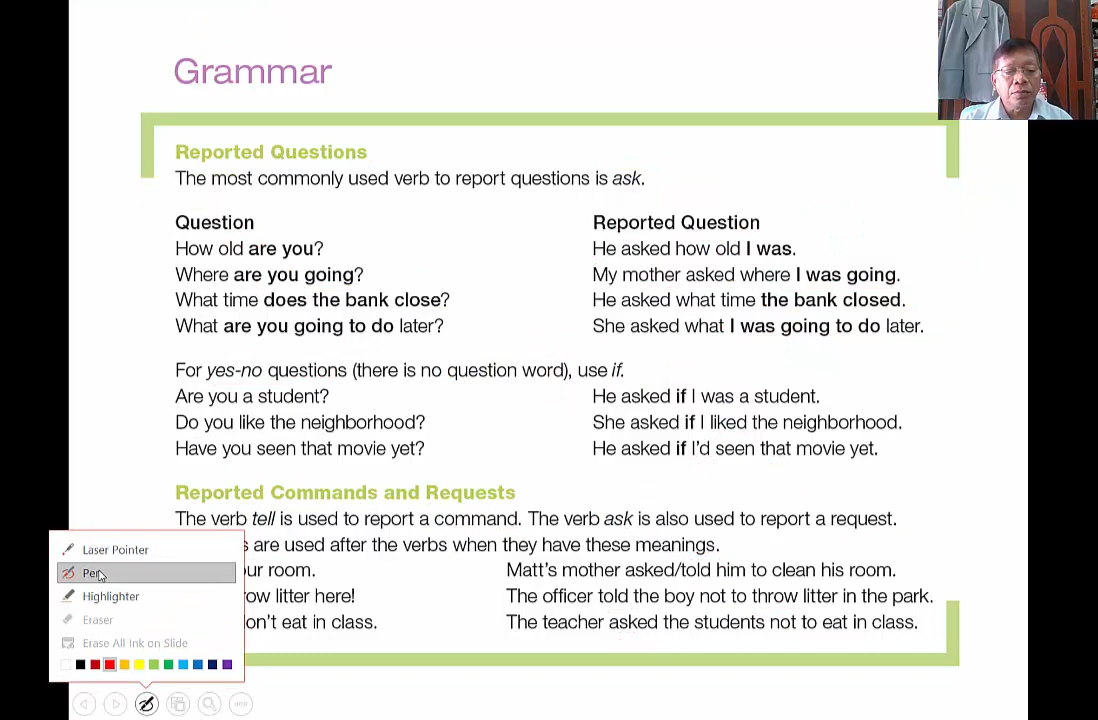 Grammar
Reported Questions
The most commonly used verb to report questions is ask.
Question
Reported Question
How old are you?
He asked how old I was.
Where are you going?
My mother asked where I was going.
What time does the bank close?
He asked what time the bank closed.
What are you going to do later?
She asked what I was going to do later.
For yes-no questions (there is no question word), use if.
Are you a student?
He asked if I was a student.
Do you like the neighborhood?
She asked if I liked the neighborhood.
Have you seen that movie yet?
He asked if I'd seen that movie yet.
Reported Commands and Requests
The verb tell is used to report a command. The verb ask is also used to report a request.
s are used after the verbs when they have these meanings.
ur room.
Matt's mother asked/told him to clean his room.
ow litter here!
The officer told the boy not to throw litter in the park.
on't eat in class.
The teacher asked the students not to eat in class.
Laser Pointer
Pen
Highlighter
Eraser
Erase All Ink on Slide